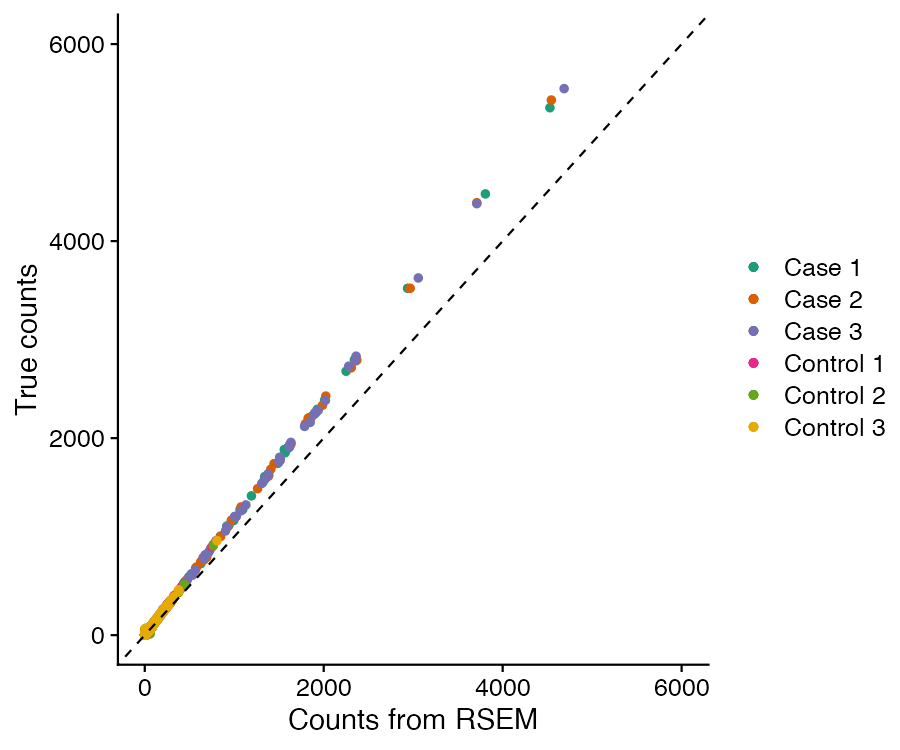 True counts
6000
4000
2000
0
0 2000 4000 6000
Counts from RSEM
Case 1
Case 2
Case 3
Control 1
Control 2
Control 3